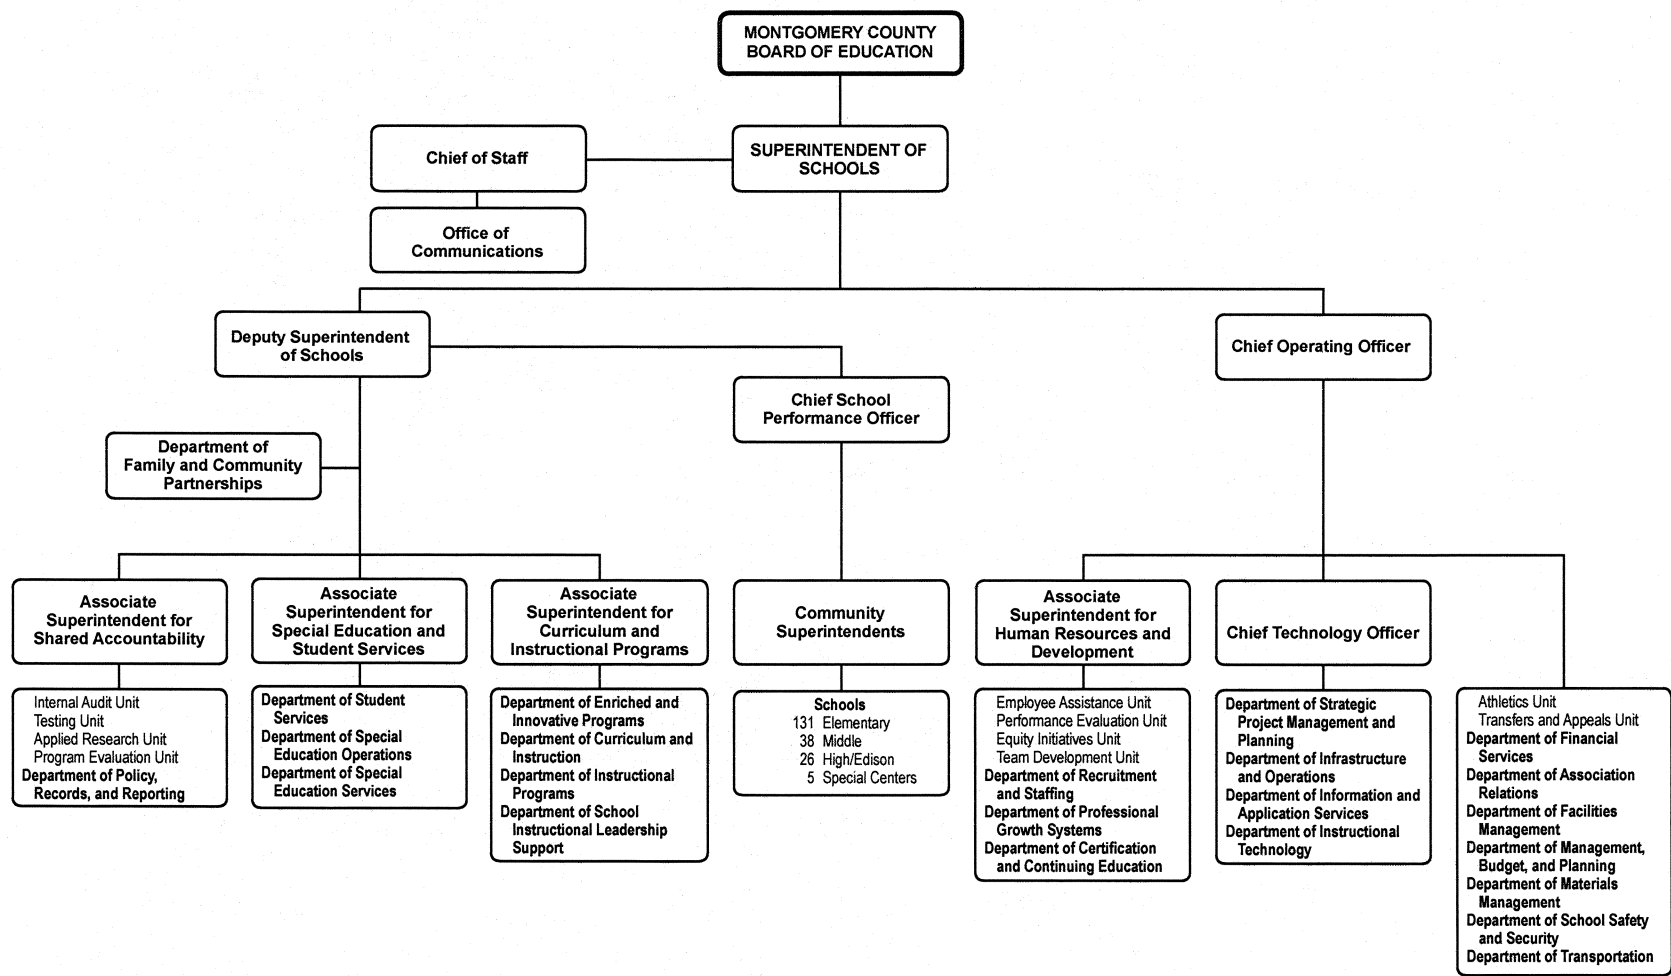 MONTGOMERY COUNTY
BOARD OF EDUCATION
Chief of Staff
SUPERINTENDENT OF
SCHOOLS
Office of
Communications
Deputy Superintendent
of Schools
Chief Operating Officer
Chief School
Performance Officer
Department of
Family and Community
Partnerships
Associate
Superintendent for
Shared Accountability
Associate
Superintendent for
Special Education and
Student Services
Associate
Superintendent for
Curriculum and
Instructional Programs
Community
Superintendents
Associate
Superintendent for
Human Resources and
Development
Chief Technology Officer
Internal Audit Unit
Testing Unit
Applied Research Unit
Program Evaluation Unit
Department of Policy,
Records, and Reporting
Department of Student
Services
Department of Special
Education Operations
Department of Special
Education Services
Department of Enriched and
Innovative Programs
Department of Curriculum and
Instruction
Department of Instructional
Programs
Department of School
Instructional Leadership
Support
Schools
131 Elementary
38 Middle
26 High/Edison
5 Special Centers
Employee Assistance Unit
Performance Evaluation Unit
Equity Initiatives Unit
Team Development Unit
Department of Recruitment
and Staffing
Department of Professional
Growth Systems
Department of Certification
and Continuing Education
Department of Strategic
Project Management and
Planning
Department of Infrastructure
and Operations
Department of Information and
Application Services
Department of Instructional
Technology
Athletics Unit
Transfers and Appeals Unit
Department of Financial
Services
Department of Association
Relations
Department of Facilities
Management
Department of Management,
Budget, and Planning
Department of Materials
Management
Department of School Safety
and Security
Department of Transportation